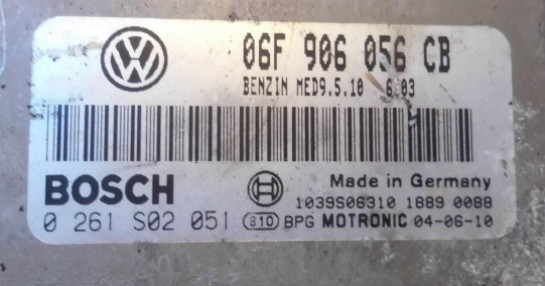 06F 906 056 CB
BENZIN MED9.5.10 6.03
BOSCH
Made in Germany
1039S06310 1889 0088
0 261 S02 051 810 BPG MOTRONIC 04-06-10